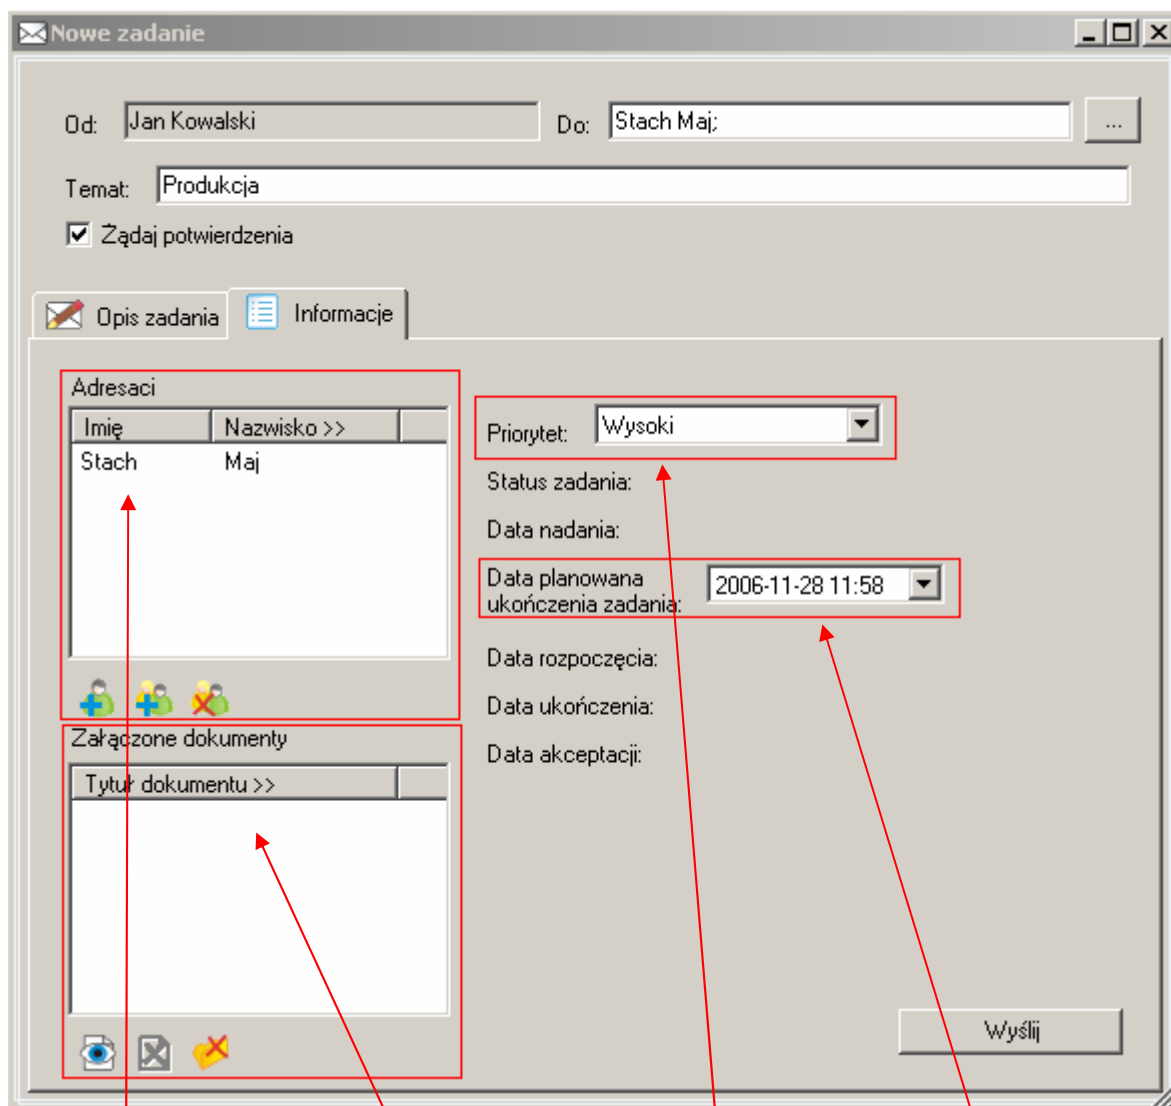 Nowe zadanie
Od: Jan Kowalski Do: Stach Maj; ...
Temat: Produkcja
Żądaj potwierdzenia
Opis zadania Informacje
Adresaci
Imię Nazwisko >>
Stach Maj
Priorytet: Wysoki
Status zadania:
Data nadania:
Data planowana
ukończenia zadania: 2006-11-28 11:58
Data rozpoczęcia:
Data ukończenia:
Data akceptacji:
Załączone dokumenty
Tytuł dokumentu >>
Wyślij